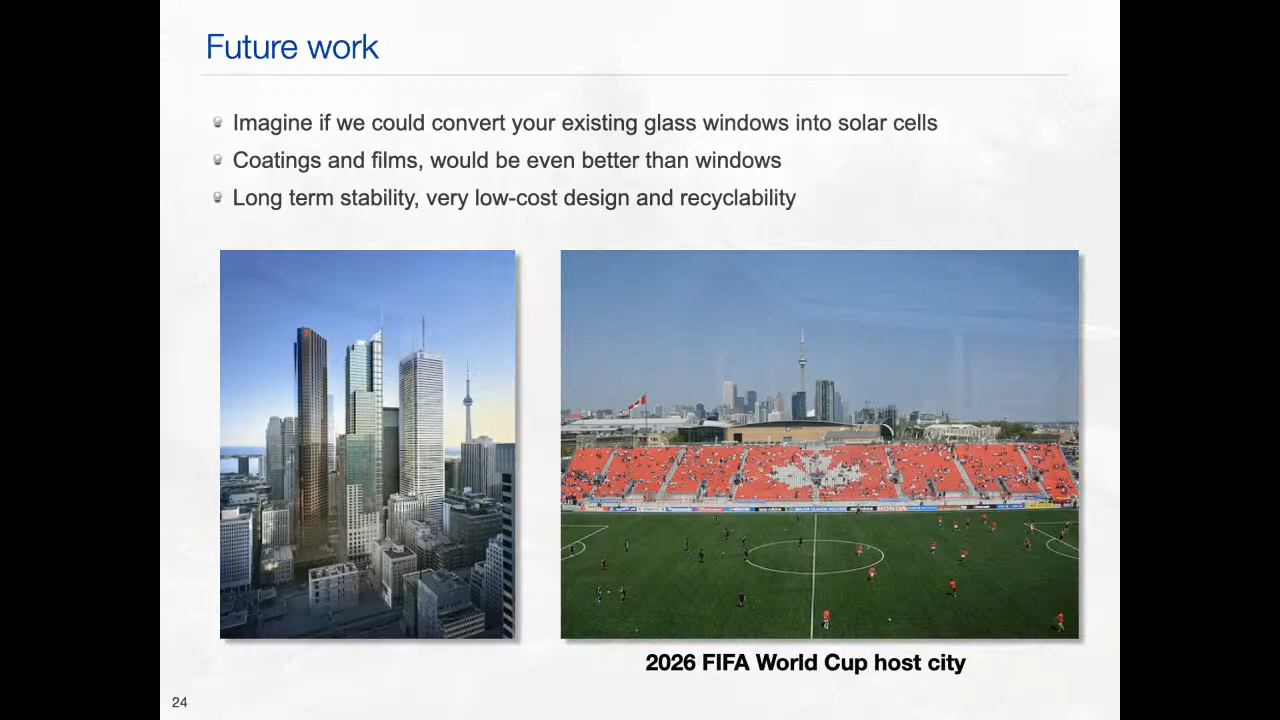 Future work
Imagine if we could convert your existing glass windows into solar cells
Coatings and films, would be even better than windows
Long term stability, very low-cost design and recyclability
HONDA
2026 FIFA World Cup host city
24